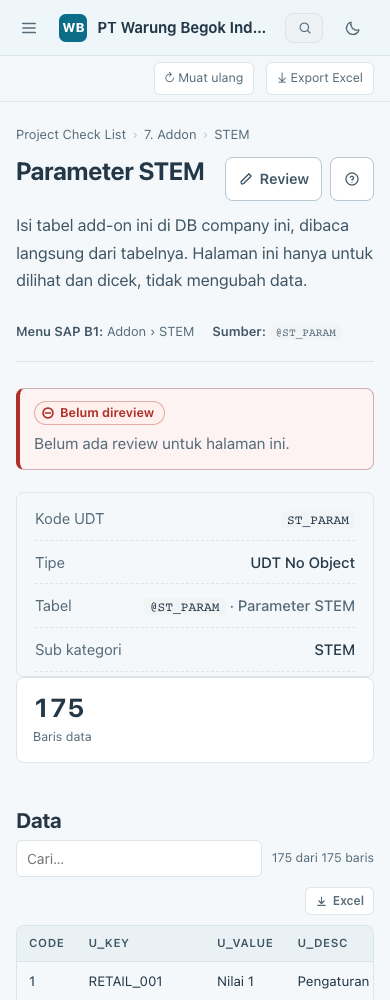 WB PT Warung Begok Ind...
Muat ulang Export Excel
Project Check List › 7. Addon › STEM
Parameter STEM Review
Isi tabel add-on ini di DB company ini, dibaca
langsung dari tabelnya. Halaman ini hanya untuk
dilihat dan dicek, tidak mengubah data.
Menu SAP B1: Addon › STEM Sumber: @ST_PARAM
Belum direview
Belum ada review untuk halaman ini.
Kode UDT ST_PARAM
Tipe UDT No Object
Tabel @ST_PARAM · Parameter STEM
Sub kategori STEM
175
Baris data
Data
Cari... 175 dari 175 baris
Excel
CODE U_KEY U_VALUE U_DESC
1 RETAIL_001 Nilai 1 Pengaturan